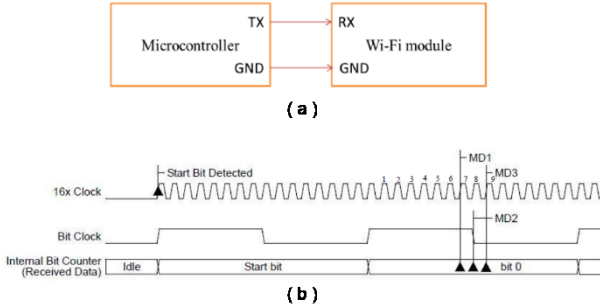 TX RX
Microcontroller Wi-Fi module
GND GND
( a )
MD1
Start Bit Detected MD3
1 2 3 4 5 6 7 8 9
16x Clock
MD2
Bit Clock
Internal Bit Counter
(Received Data)
Idle Start bit bit 0
( b )